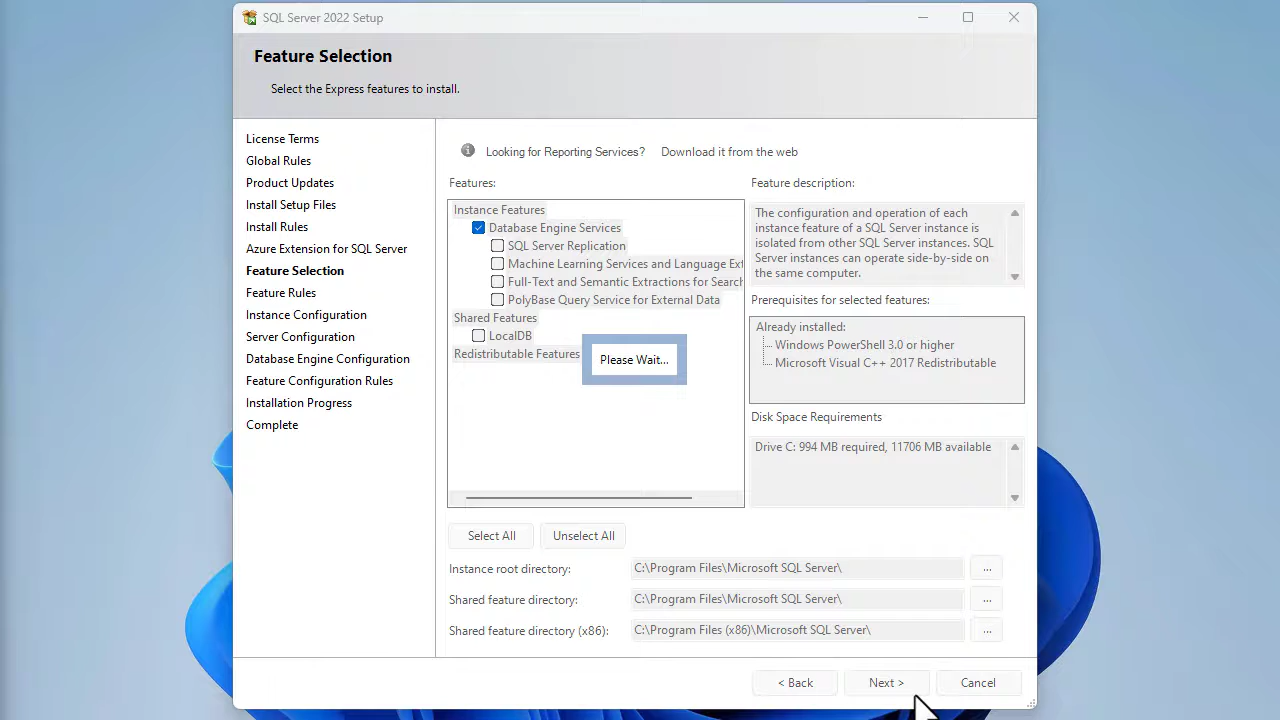 SQL Server 2022 Setup
Feature Selection
Select the Express features to install.
License Terms
Global Rules
Product Updates
Install Setup Files
Install Rules
Azure Extension for SQL Server
Feature Selection
Feature Rules
Instance Configuration
Server Configuration
Database Engine Configuration
Feature Configuration Rules
Installation Progress
Complete
Looking for Reporting Services? Download it from the web
Features:
Instance Features
Database Engine Services
SQL Server Replication
Machine Learning Services and Language Ext
Full-Text and Semantic Extractions for Search
PolyBase Query Service for External Data
Shared Features
LocalDB
Redistributable Features
Please Wait...
Feature description:
The configuration and operation of each
instance feature of a SQL Server instance is
isolated from other SQL Server instances. SQL
Server instances can operate side-by-side on
the same computer.
Prerequisites for selected features:
Already installed:
Windows PowerShell 3.0 or higher
Microsoft Visual C++ 2017 Redistributable
Disk Space Requirements
Drive C: 994 MB required, 11706 MB available
Select All Unselect All
Instance root directory: C:\Program Files\Microsoft SQL Server\ ...
Shared feature directory: C:\Program Files\Microsoft SQL Server\ ...
Shared feature directory (x86): C:\Program Files (x86)\Microsoft SQL Server\ ...
< Back Next > Cancel